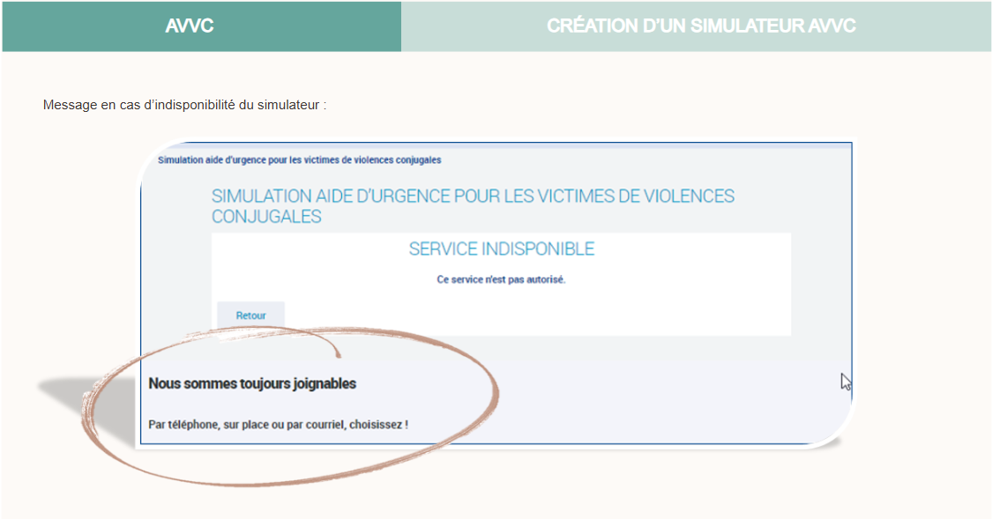 AVVC
CRÉATION D'UN SIMULATEUR AVVC
Message en cas d’indisponibilité du simulateur :
Simulation aide d'urgence pour les victimes de violences conjugales
SIMULATION AIDE D'URGENCE POUR LES VICTIMES DE VIOLENCES
CONJUGALES
SERVICE INDISPONIBLE
Ce service n'est pas autorisé.
Retour
Nous sommes toujours joignables
Par téléphone, sur place ou par courriel, choisissez !